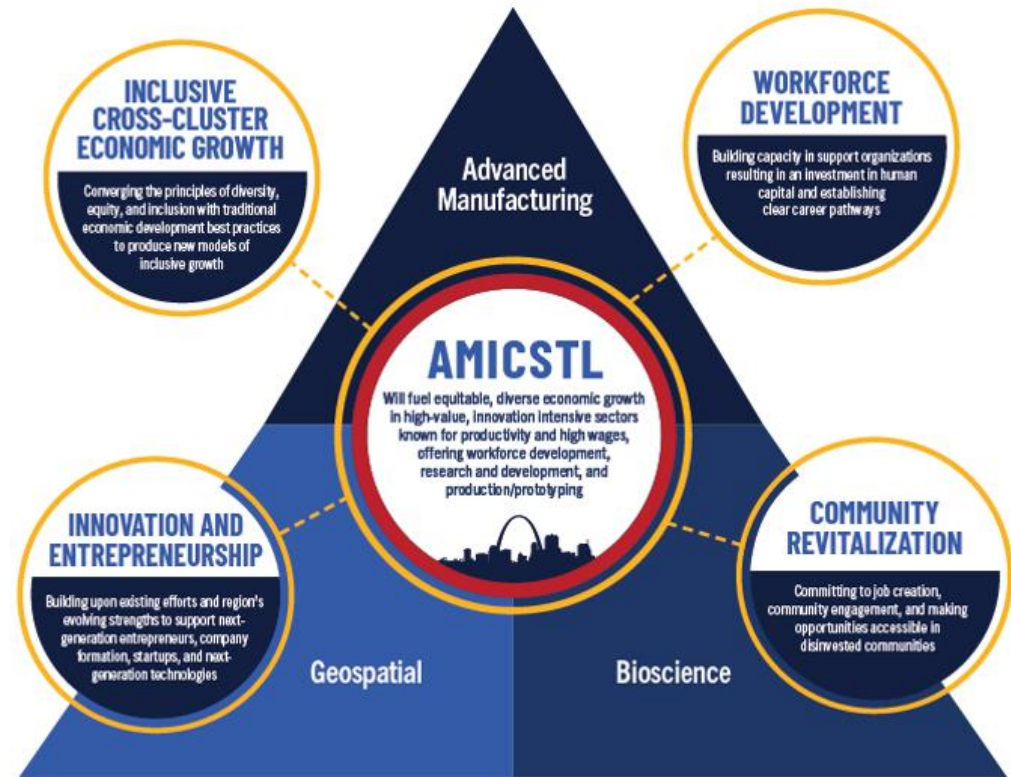 INCLUSIVE
CROSS-CLUSTER
ECONOMIC GROWTH
Converging the principles of diversity,
equity, and inclusion with traditional
economic development best practices
to produce new models of
inclusive growth
WORKFORCE
DEVELOPMENT
Building capacity in support organizations
resulting in an investment in human
capital and establishing
clear career pathways
Advanced
Manufacturing
AMICSTL
Will fuel equitable, diverse economic growth
in high-value, innovation intensive sectors
known for productivity and high wages,
offering workforce development,
research and development, and
production/prototyping
INNOVATION AND
ENTREPRENEURSHIP
Building upon existing efforts and region's
evolving strengths to support next-
generation entrepreneurs, company
formation, startups, and next-
generation technologies
COMMUNITY
REVITALIZATION
Committing to job creation,
community engagement, and making
opportunities accessible in
disinvested communities
Geospatial
Bioscience